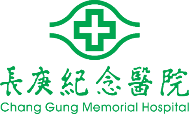 長庚紀念醫院
Chang Gung Memorial Hospital